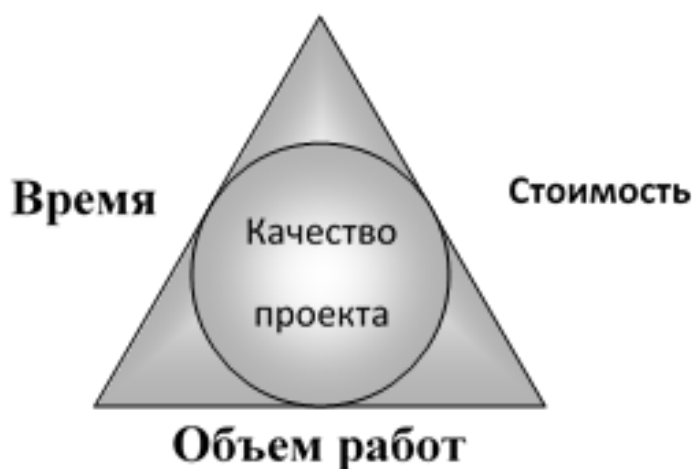 Время
Стоимость
Качество
проекта
Объем работ